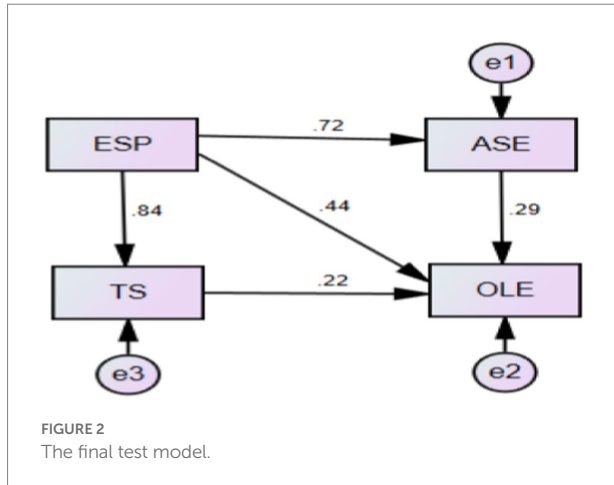 e1
ESP
.72
ASE
.84
.44
.29
TS
.22
OLE
e3
e2
FIGURE 2
The final test model.